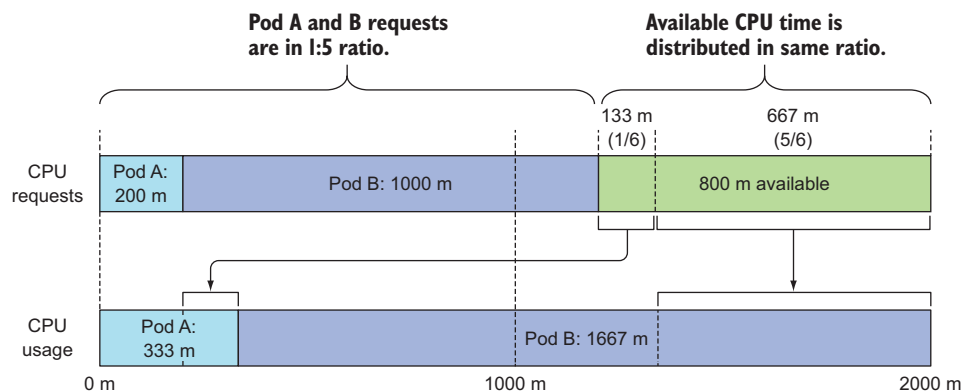 Pod A and B requests
are in 1:5 ratio.
Available CPU time is
distributed in same ratio.
133 m
(1/6)
667 m
(5/6)
CPU
requests
Pod A:
200 m
Pod B: 1000 m
800 m available
CPU
usage
Pod A:
333 m
Pod B: 1667 m
0 m
1000 m
2000 m